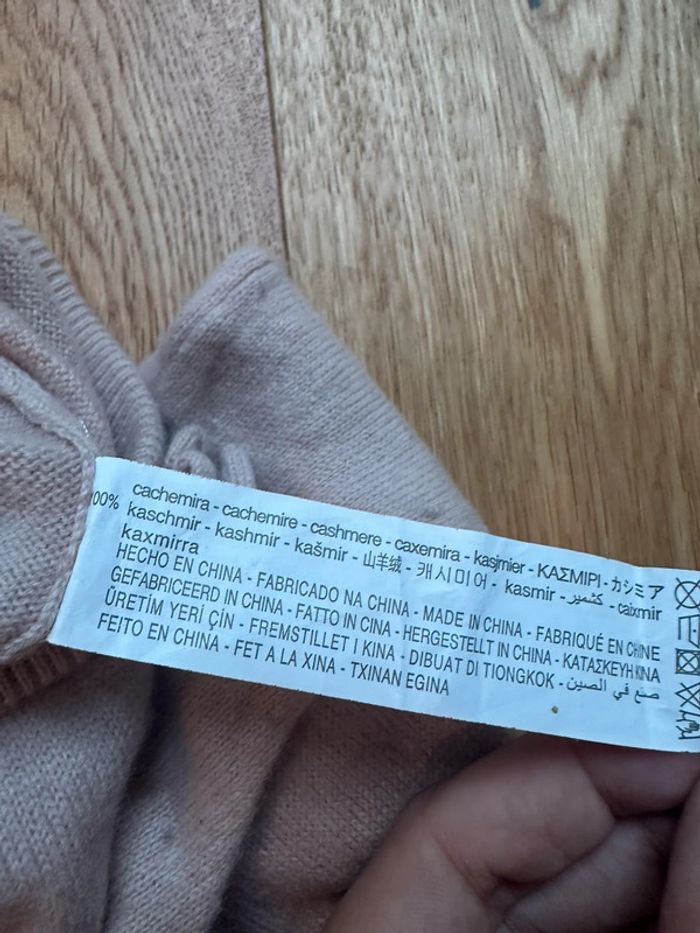 00% cachemira - cachemire - cashmere - caxemira - kasjmier - ΚΑΣΜΙΡΙ - カシミア
kaschmir - kashmir - kašmir - 山羊绒 - 캐시미어 - kasmir - كشمير - caixmir
kaxmirra
HECHO EN CHINA - FABRICADO NA CHINA - MADE IN CHINA - FABRIQUÉ EN CHINE
GEFABRICEERD IN CHINA - FATTO IN CINA - HERGESTELLT IN CHINA - ΚΑΤΑΣΚΕΥΗ ΚΙΝΑ
ÜRETİM YERİ ÇİN - FREMSTILLET I KINA - DIBUAT DI TIONGKOK - صنع في الصين
FEITO EN CHINA - FET A LA XINA - TXINAN EGINA